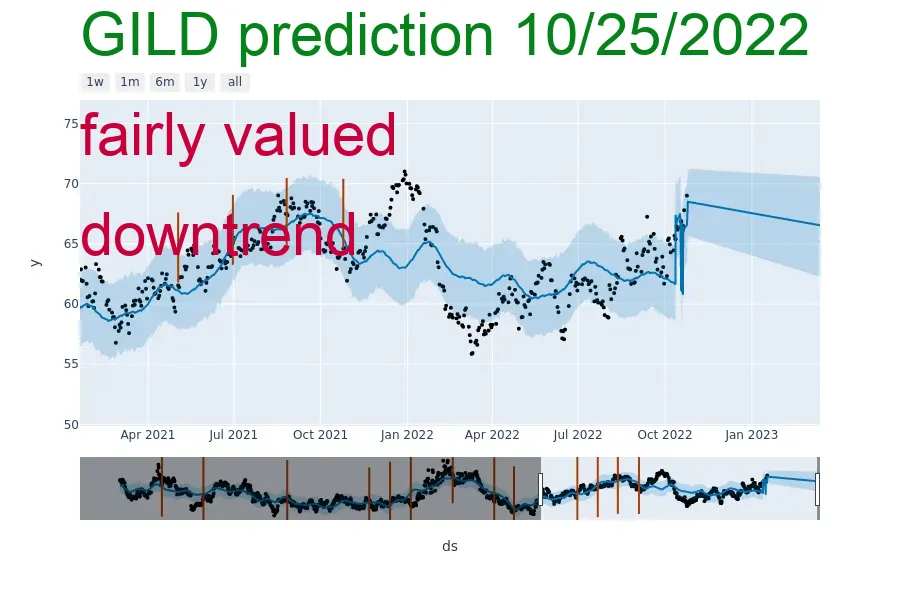 GILD prediction 10/25/2022
1w 1m 6m 1y all
75
fairly valued
70
downtrend
65
y
60
55
50
Apr 2021 Jul 2021 Oct 2021 Jan 2022 Apr 2022 Jul 2022 Oct 2022 Jan 2023
ds